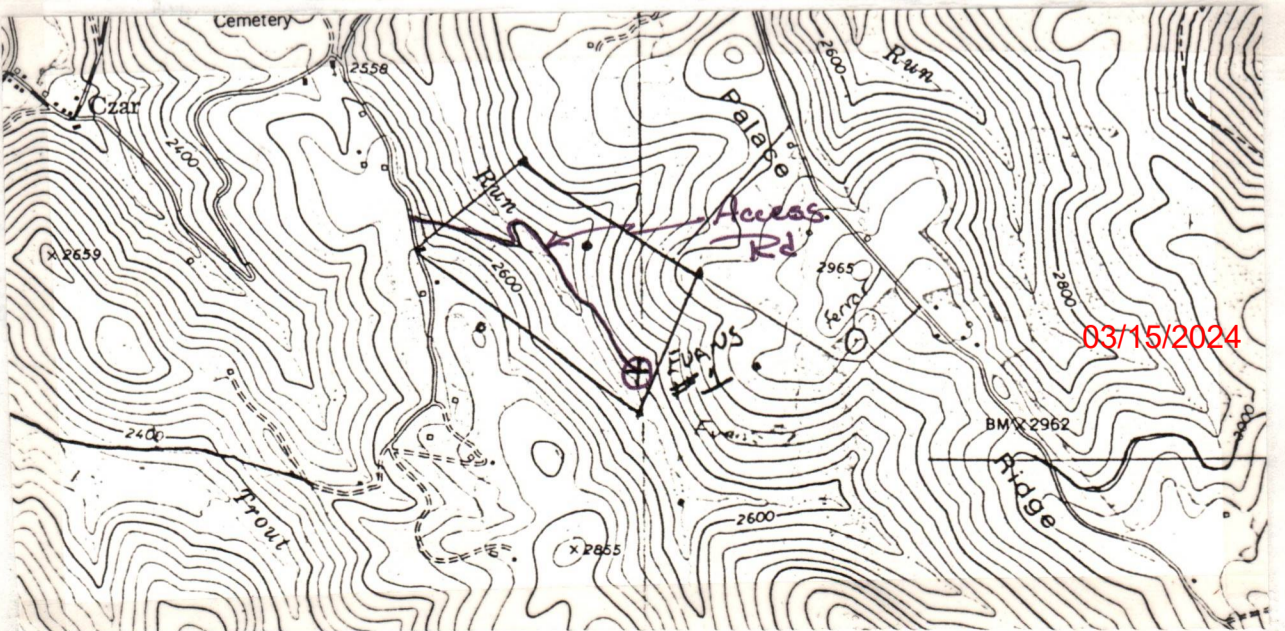 Cemetery
2558
2600
Run
Czar
Palace
2400
Run
Access
Rd
2659
2600
2965
2800
03/15/2024
EVANS
# 1
BM × 2962
2400
Ridge
Trout
2600
× 2855